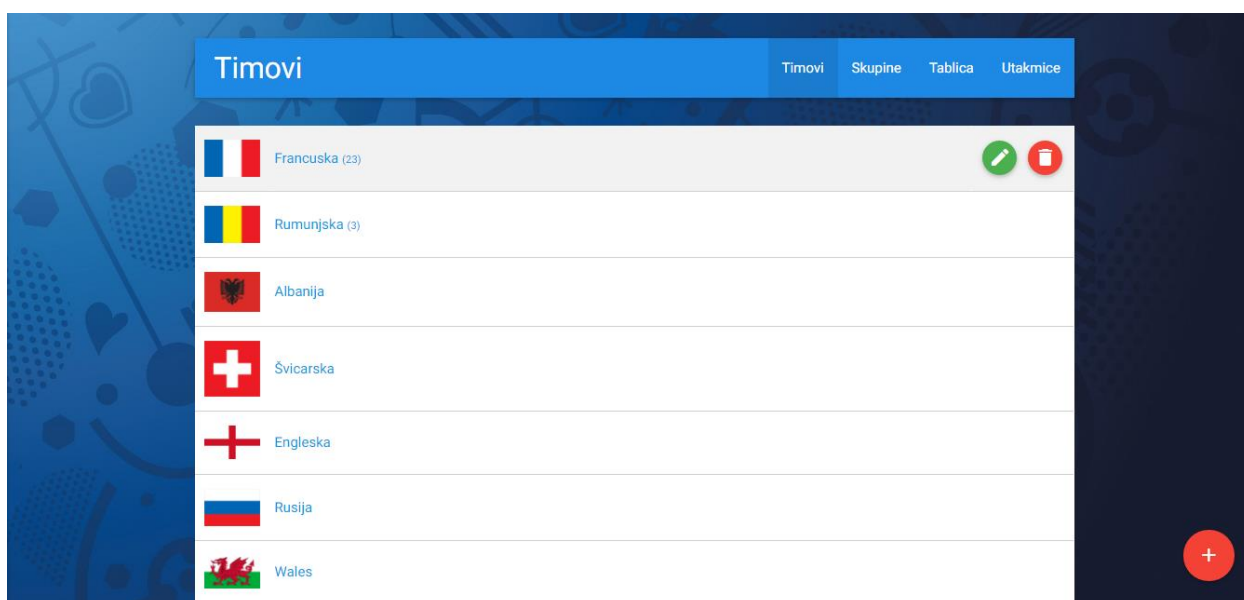 Timovi
Timovi Skupine Tablica Utakmice
Francuska (23)
Rumunjska (3)
Albanija
Švicarska
Engleska
Rusija
Wales